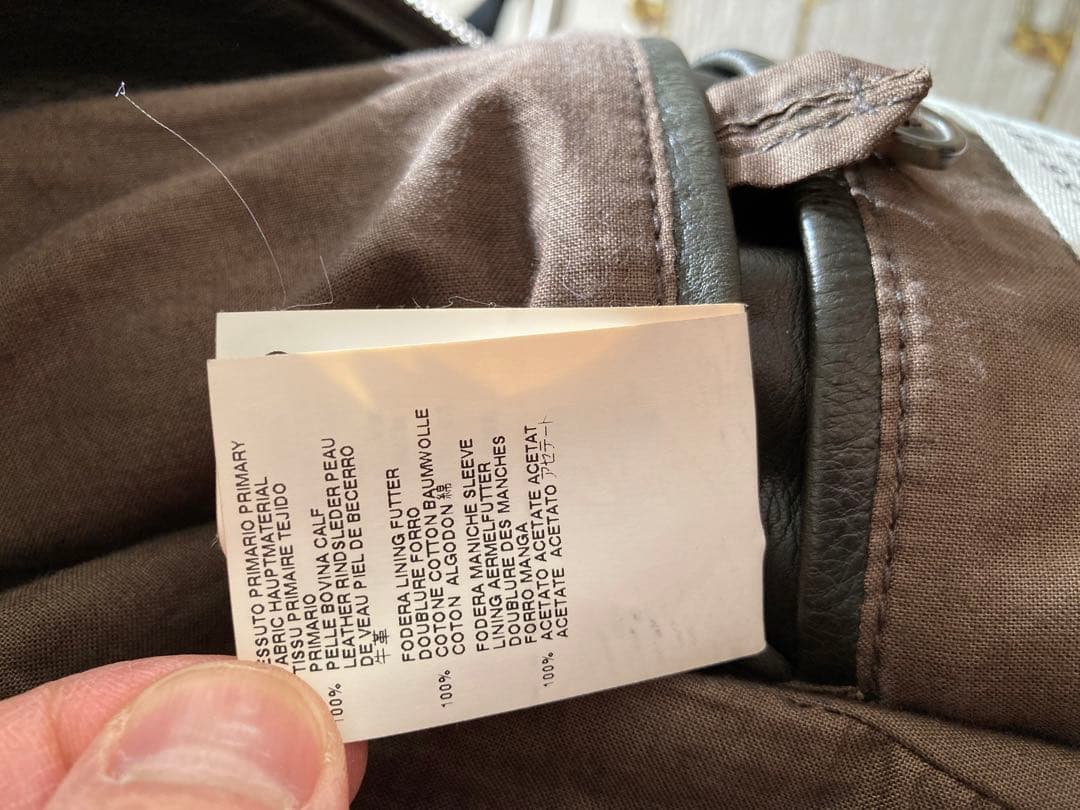 ESSUTO PRIMARIO PRIMARY
ABRIC HAUPTMATERIAL
TISSU PRIMAIRE TEJIDO
PRIMARIO
100% PELLE BOVINA CALF
LEATHER RINDSLEDER PEAU
DE VEAU PIEL DE BECERRO
牛革
FODERA LINING FUTTER
DOUBLURE FORRO
100% COTONE COTTON BAUMWOLLE
COTON ALGODON 綿
FODERA MANICHE SLEEVE
LINING AERMELFUTTER
DOUBLURE DES MANCHES
FORRO MANGA
100% ACETATO ACETATE ACETAT
ACETATE ACETATO アセテート